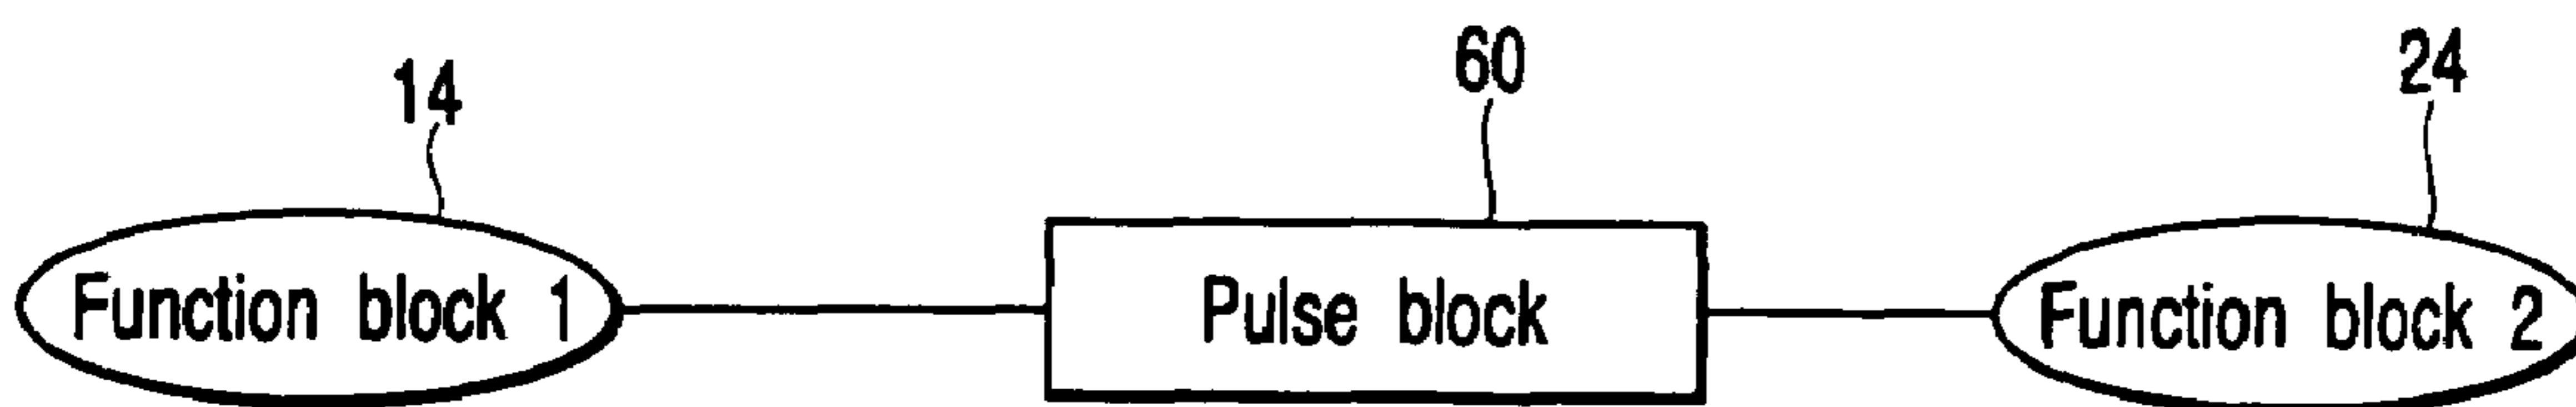 14
60
24
Function block 1
Pulse block
Function block 2